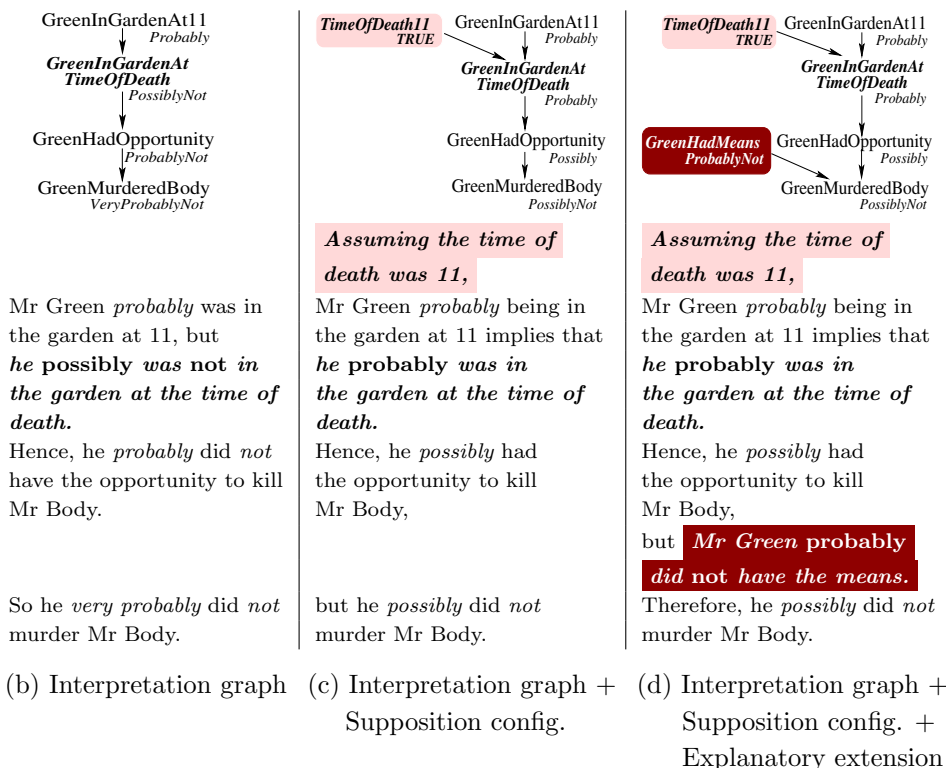 GreenInGardenAt11
Probably
GreenInGardenAt
TimeOfDeath
PossiblyNot
GreenHadOpportunity
ProbablyNot
GreenMurderedBody
VeryProbablyNot
Mr Green probably was in
the garden at 11, but
he possibly was not in
the garden at the time of
death.
Hence, he probably did not
have the opportunity to kill
Mr Body.
So he very probably did not
murder Mr Body.
(b) Interpretation graph
TimeOfDeath11
TRUE
GreenInGardenAt11
Probably
GreenInGardenAt
TimeOfDeath
Probably
GreenHadOpportunity
Possibly
GreenMurderedBody
PossiblyNot
Assuming the time of
death was 11,
Mr Green probably being in
the garden at 11 implies that
he probably was in
the garden at the time of
death.
Hence, he possibly had
the opportunity to kill
Mr Body,
but he possibly did not
murder Mr Body.
(c) Interpretation graph +
Supposition config.
TimeOfDeath11
TRUE
GreenInGardenAt11
Probably
GreenInGardenAt
TimeOfDeath
Probably
GreenHadMeans
ProbablyNot
GreenHadOpportunity
Possibly
GreenMurderedBody
PossiblyNot
Assuming the time of
death was 11,
Mr Green probably being in
the garden at 11 implies that
he probably was in
the garden at the time of
death.
Hence, he possibly had
the opportunity to kill
Mr Body,
but Mr Green probably
did not have the means.
Therefore, he possibly did not
murder Mr Body.
(d) Interpretation graph +
Supposition config. +
Explanatory extension